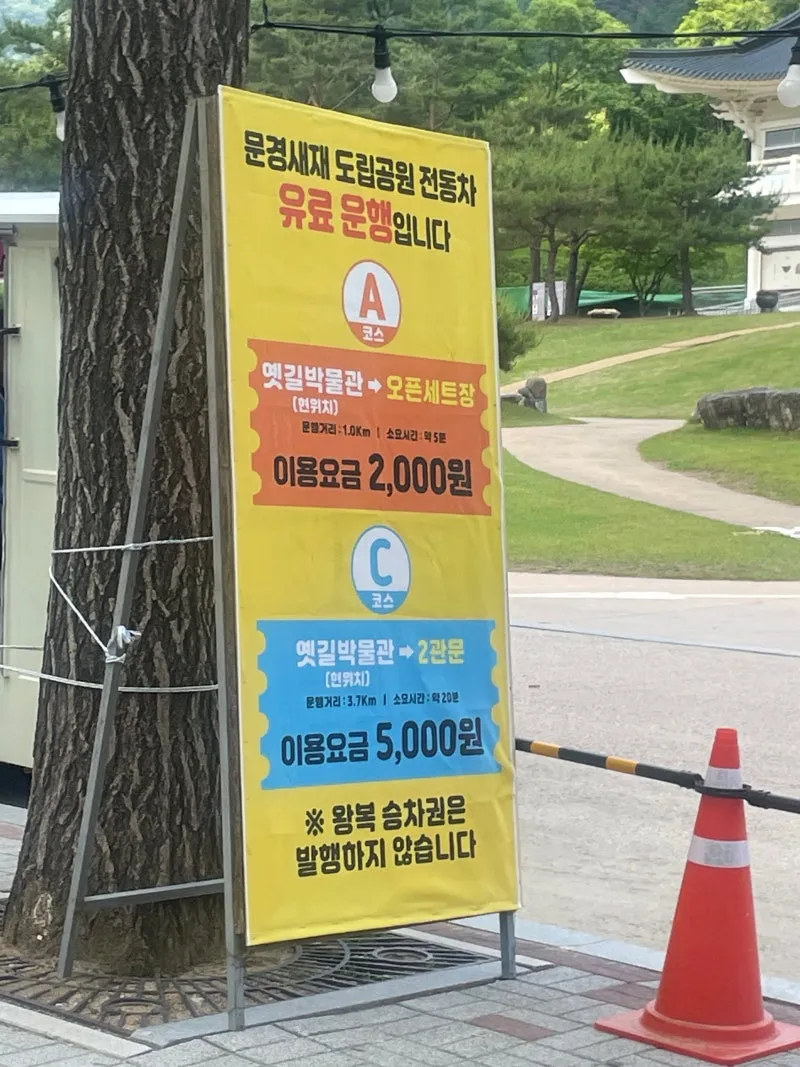 문경새재 도립공원 전동차
유료 운행입니다
A
코스
옛길박물관 ➡ 오픈세트장
(현위치)
운행거리 : 1.0Km | 소요시간 : 약 5분
이용요금 2,000원
C
코스
옛길박물관 ➡ 2관문
(현위치)
운행거리 : 3.7Km | 소요시간 : 약 20분
이용요금 5,000원
※ 왕복 승차권은
발행하지 않습니다